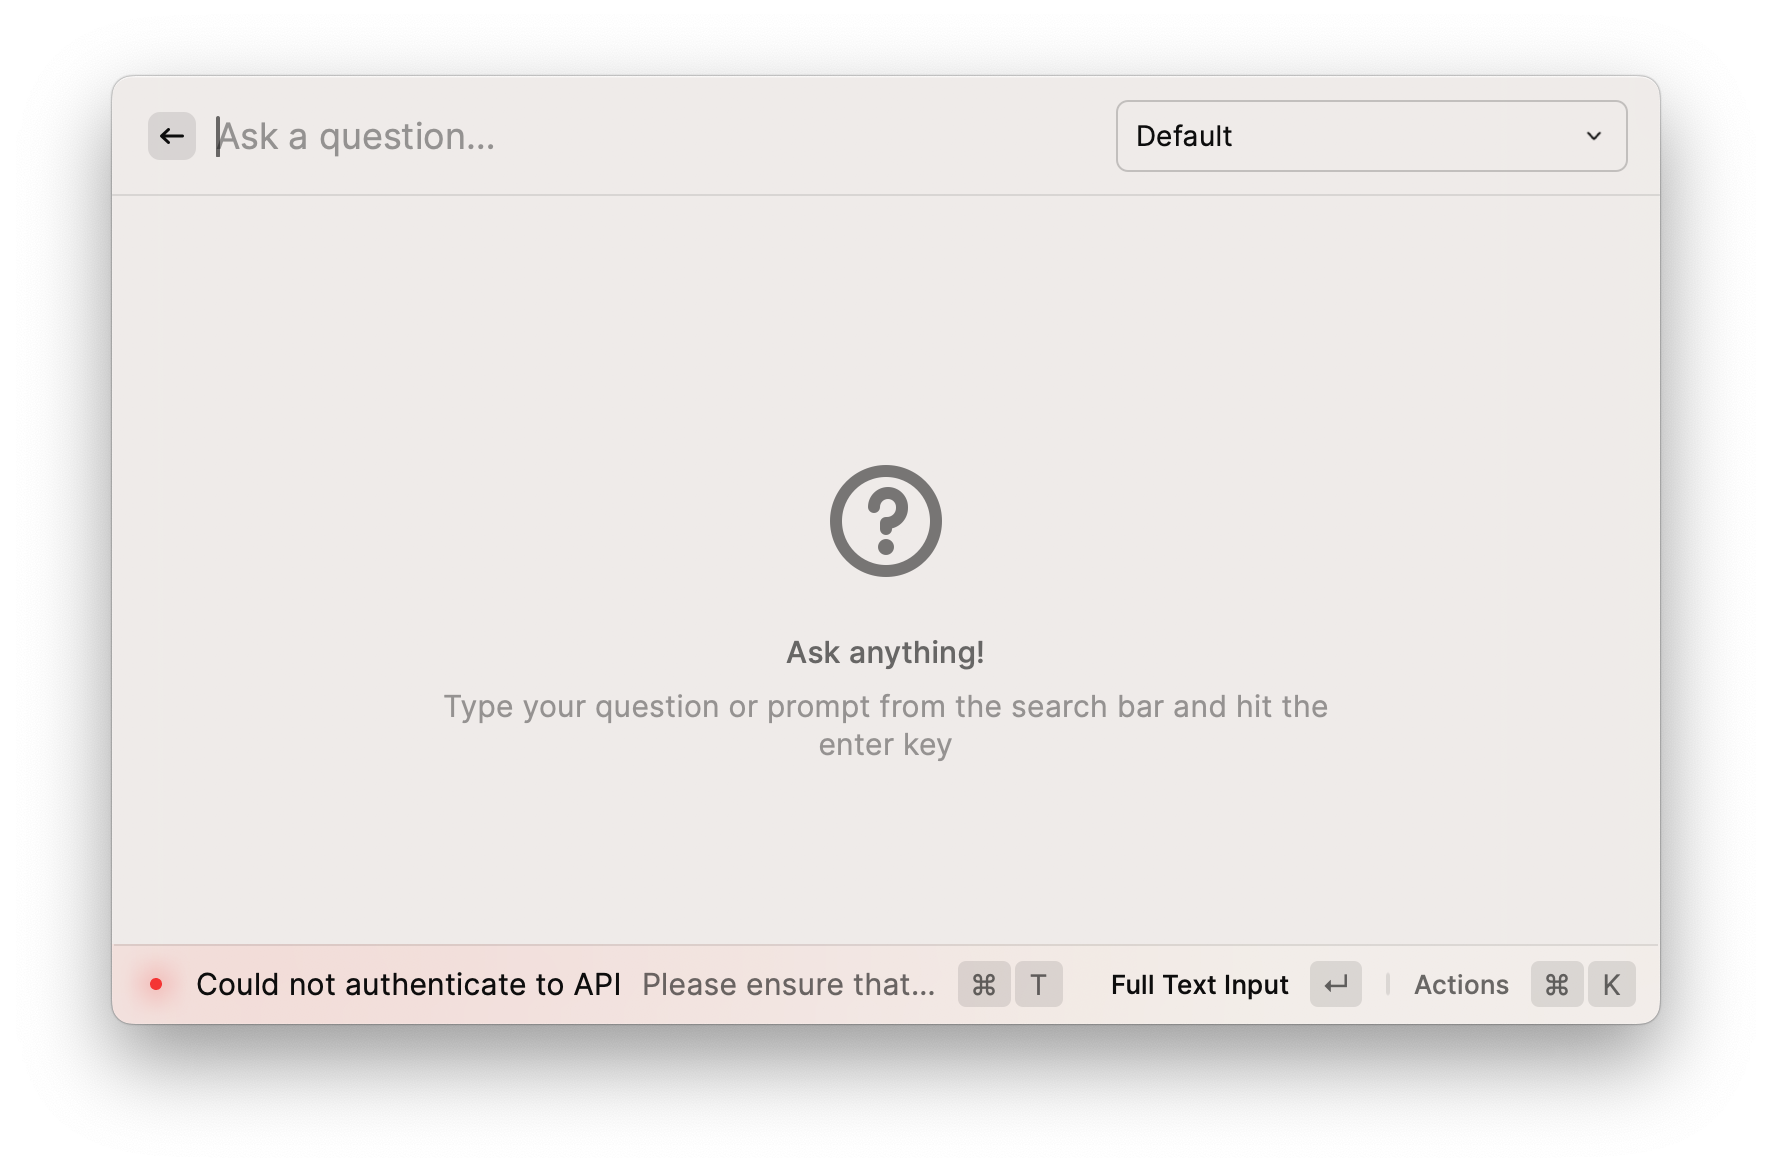 Ask a question...
Default
Ask anything!
Type your question or prompt from the search bar and hit the
enter key
Could not authenticate to API Please ensure that... ⌘ T Full Text Input ↵ Actions ⌘ K